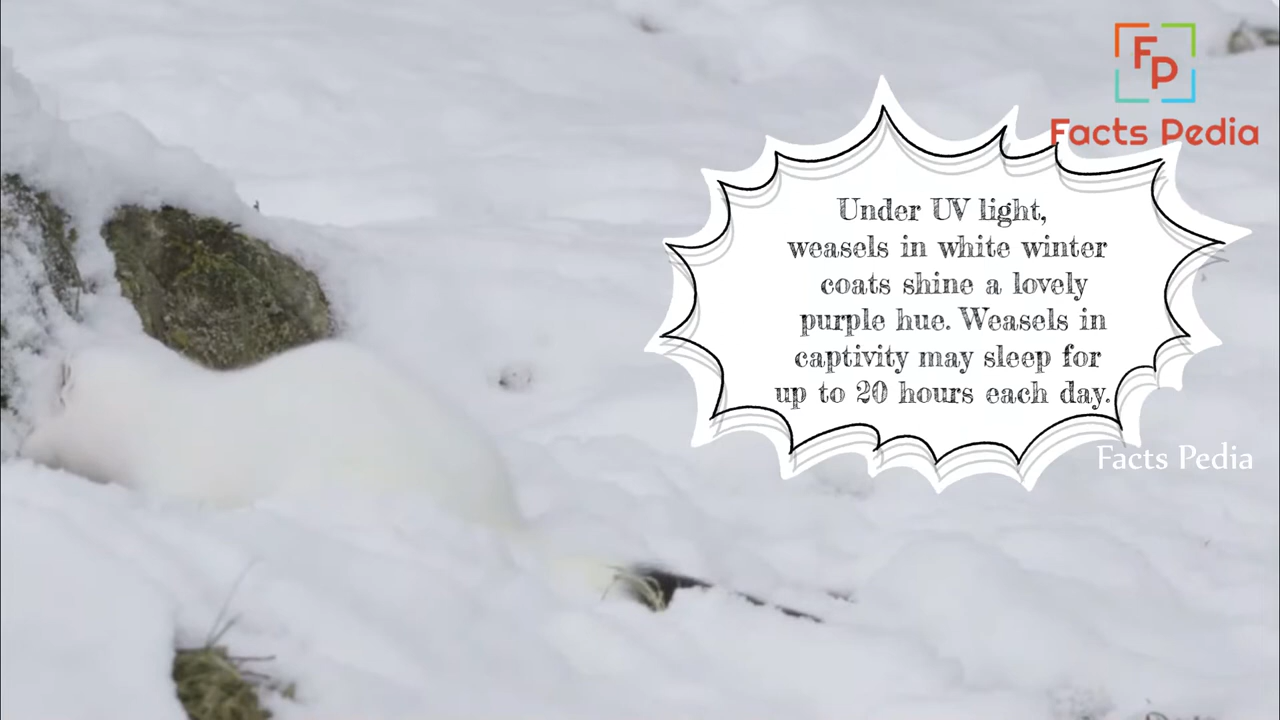 FP
Facts Pedia
Under UV light,
weasels in white winter
coats shine a lovely
purple hue. Weasels in
captivity may sleep for
up to 20 hours each day.
Facts Pedia